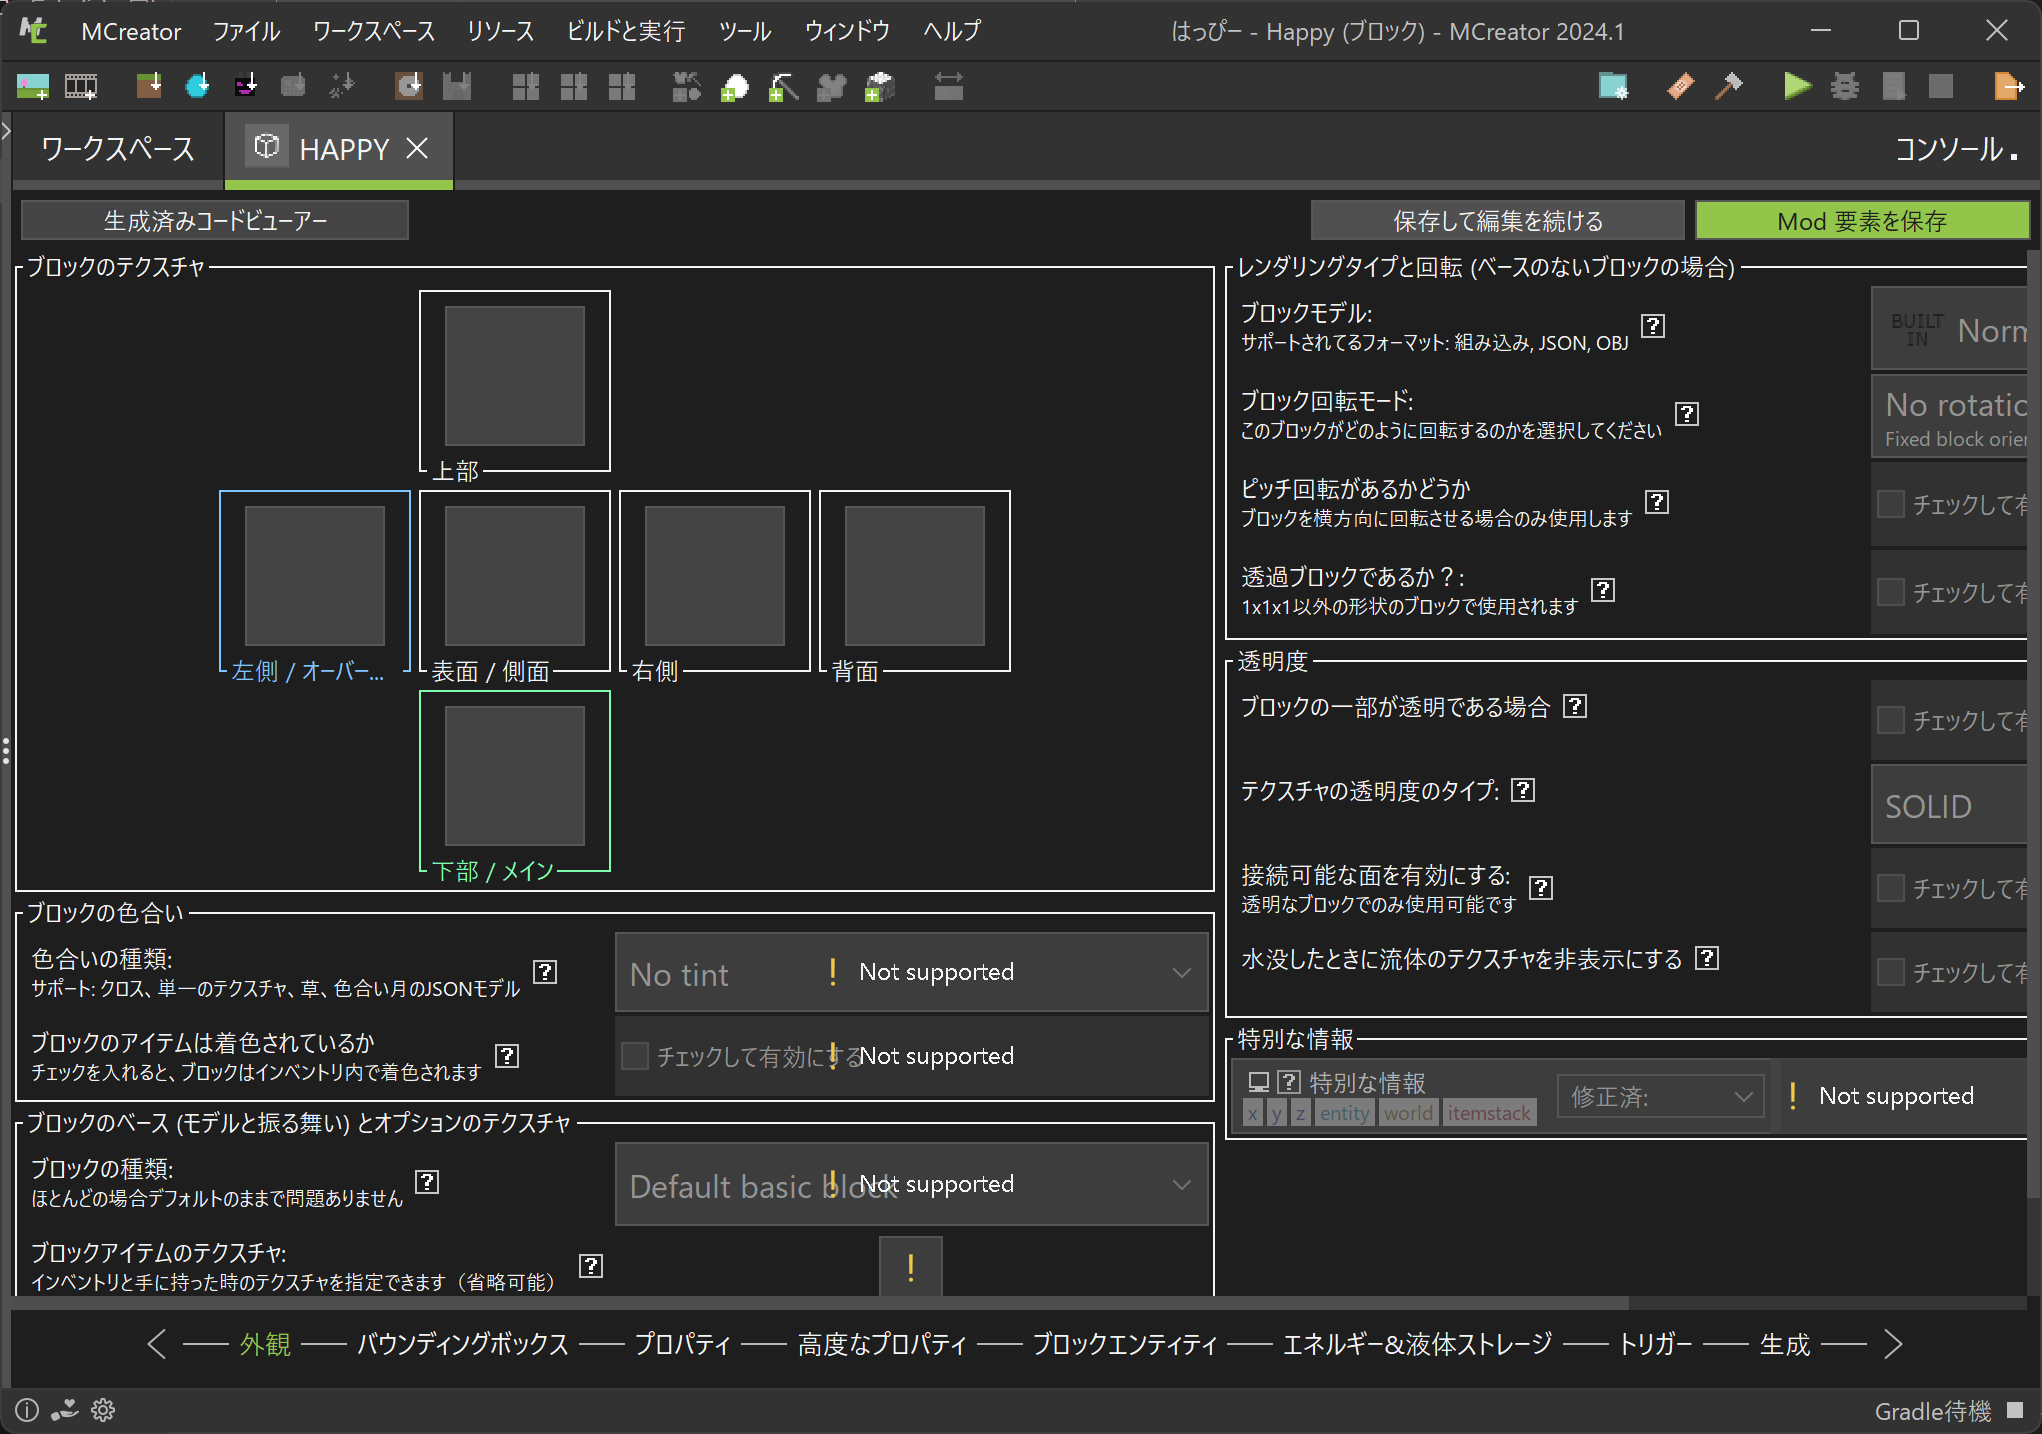 MCreator ファイル ワークスペース リソース ビルドと実行 ツール ウィンドウ ヘルプ はっぴー - Happy (ブロック) - MCreator 2024.1
ワークスペース HAPPY コンソール
生成済みコードビューアー 保存して編集を続ける Mod 要素を保存
ブロックのテクスチャ
上部
左側 / オーバー... 表面 / 側面 右側 背面
下部 / メイン
ブロックの色合い
色合いの種類:
サポート: クロス、単一のテクスチャ、草、色合い月のJSONモデル
No tint ! Not supported
ブロックのアイテムは着色されているか
チェックを入れると、ブロックはインベントリ内で着色されます
チェックして有効にする ! Not supported
ブロックのベース (モデルと振る舞い) とオプションのテクスチャ
ブロックの種類:
ほとんどの場合デフォルトのままで問題ありません
Default basic block ! Not supported
ブロックアイテムのテクスチャ:
インベントリと手に持った時のテクスチャを指定できます（省略可能）
!
レンダリングタイプと回転 (ベースのないブロックの場合)
ブロックモデル:
サポートされてるフォーマット: 組み込み, JSON, OBJ
BUILT
IN
Norm
ブロック回転モード:
このブロックがどのように回転するのかを選択してください
No rotatio
Fixed block orie
ピッチ回転があるかどうか
ブロックを横方向に回転させる場合のみ使用します
チェックして有
透過ブロックであるか？:
1x1x1以外の形状のブロックで使用されます
チェックして有
透明度
ブロックの一部が透明である場合
チェックして有
テクスチャの透明度のタイプ:
SOLID
接続可能な面を有効にする:
透明なブロックでのみ使用可能です
チェックして有
水没したときに流体のテクスチャを非表示にする
チェックして有
特別な情報
特別な情報
x y z entity world itemstack
修正済: ! Not supported
外観 バウンディングボックス プロパティ 高度なプロパティ ブロックエンティティ エネルギー&液体ストレージ トリガー 生成
Gradle待機